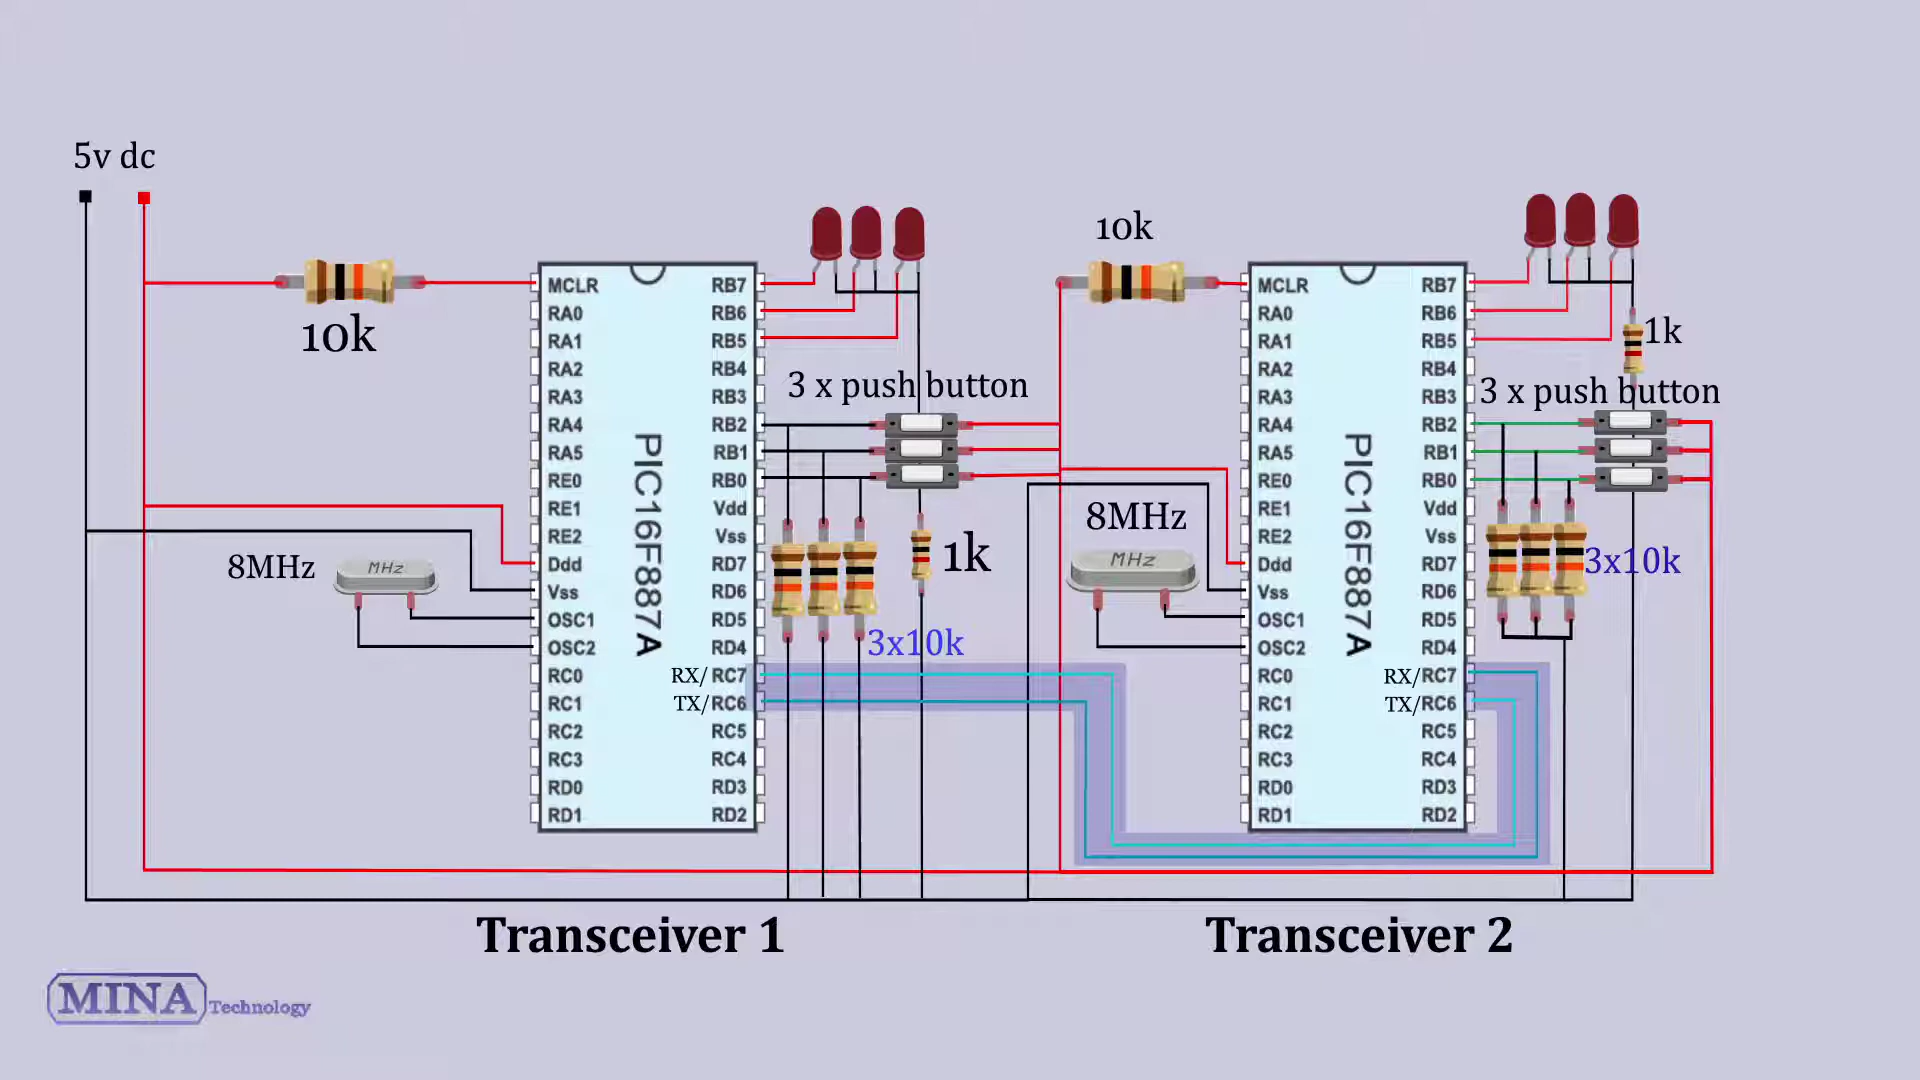 5v dc
10k
10k
MCLR
RA0
RA1
RA2
RA3
RA4
RA5
RE0
RE1
RE2
Ddd
Vss
OSC1
OSC2
RC0
RC1
RC2
RC3
RD0
RD1
PIC16F887A
RB7
RB6
RB5
RB4
RB3
RB2
RB1
RB0
Vdd
Vss
RD7
RD6
RD5
RD4
RX/RC7
TX/RC6
RC5
RC4
RD3
RD2
3 x push button
8MHz
MHz
1k
3x10k
MCLR
RA0
RA1
RA2
RA3
RA4
RA5
RE0
RE1
RE2
Ddd
Vss
OSC1
OSC2
RC0
RC1
RC2
RC3
RD0
RD1
PIC16F887A
RB7
RB6
RB5
RB4
RB3
RB2
RB1
RB0
Vdd
Vss
RD7
RD6
RD5
RD4
RX/RC7
TX/RC6
RC5
RC4
RD3
RD2
1k
3 x push button
8MHz
MHz
3x10k
Transceiver 1
Transceiver 2
MINA Technology